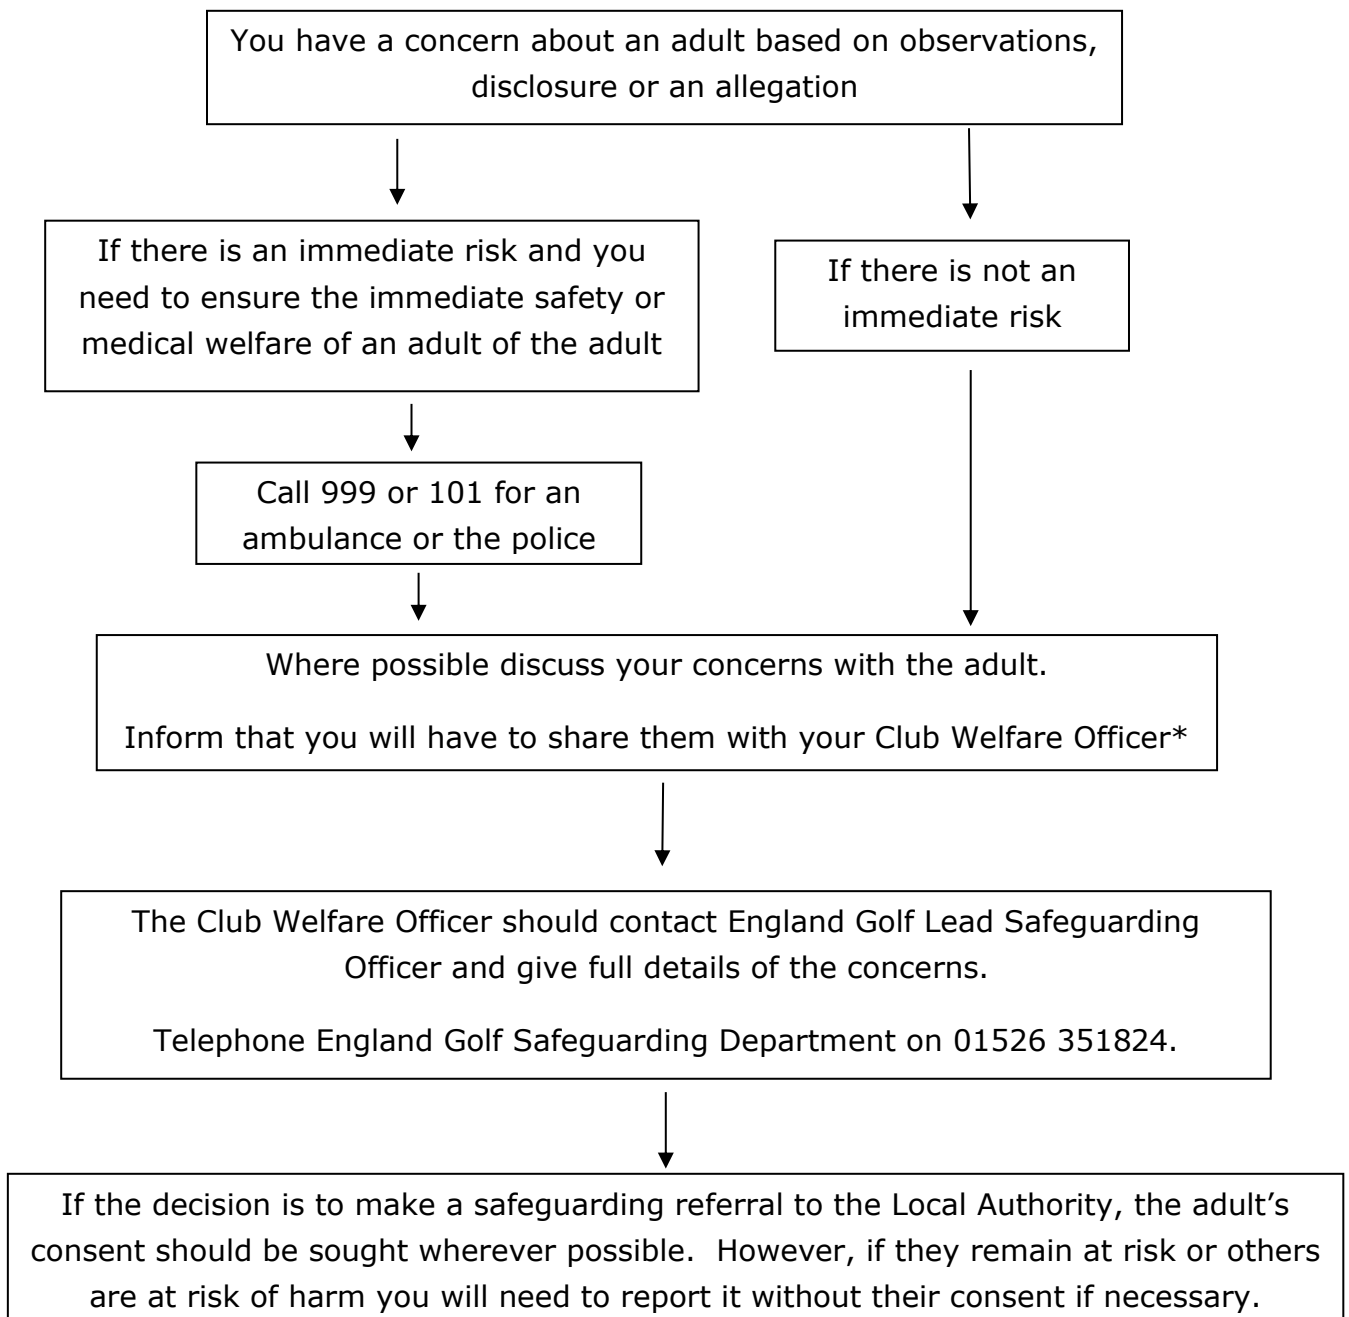 You have a concern about an adult based on observations,
disclosure or an allegation
If there is an immediate risk and you
need to ensure the immediate safety or
medical welfare of an adult of the adult
If there is not an
immediate risk
Call 999 or 101 for an
ambulance or the police
Where possible discuss your concerns with the adult.
Inform that you will have to share them with your Club Welfare Officer*
The Club Welfare Officer should contact England Golf Lead Safeguarding
Officer and give full details of the concerns.
Telephone England Golf Safeguarding Department on 01526 351824.
If the decision is to make a safeguarding referral to the Local Authority, the adult’s
consent should be sought wherever possible.  However, if they remain at risk or others
are at risk of harm you will need to report it without their consent if necessary.